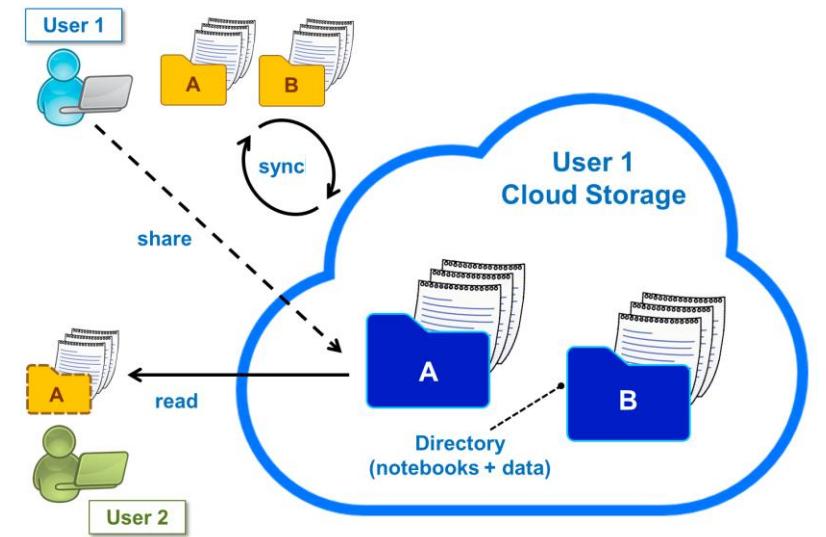 User 1
A
B
sync
User 1
Cloud Storage
share
A
B
A
read
Directory
(notebooks + data)
User 2